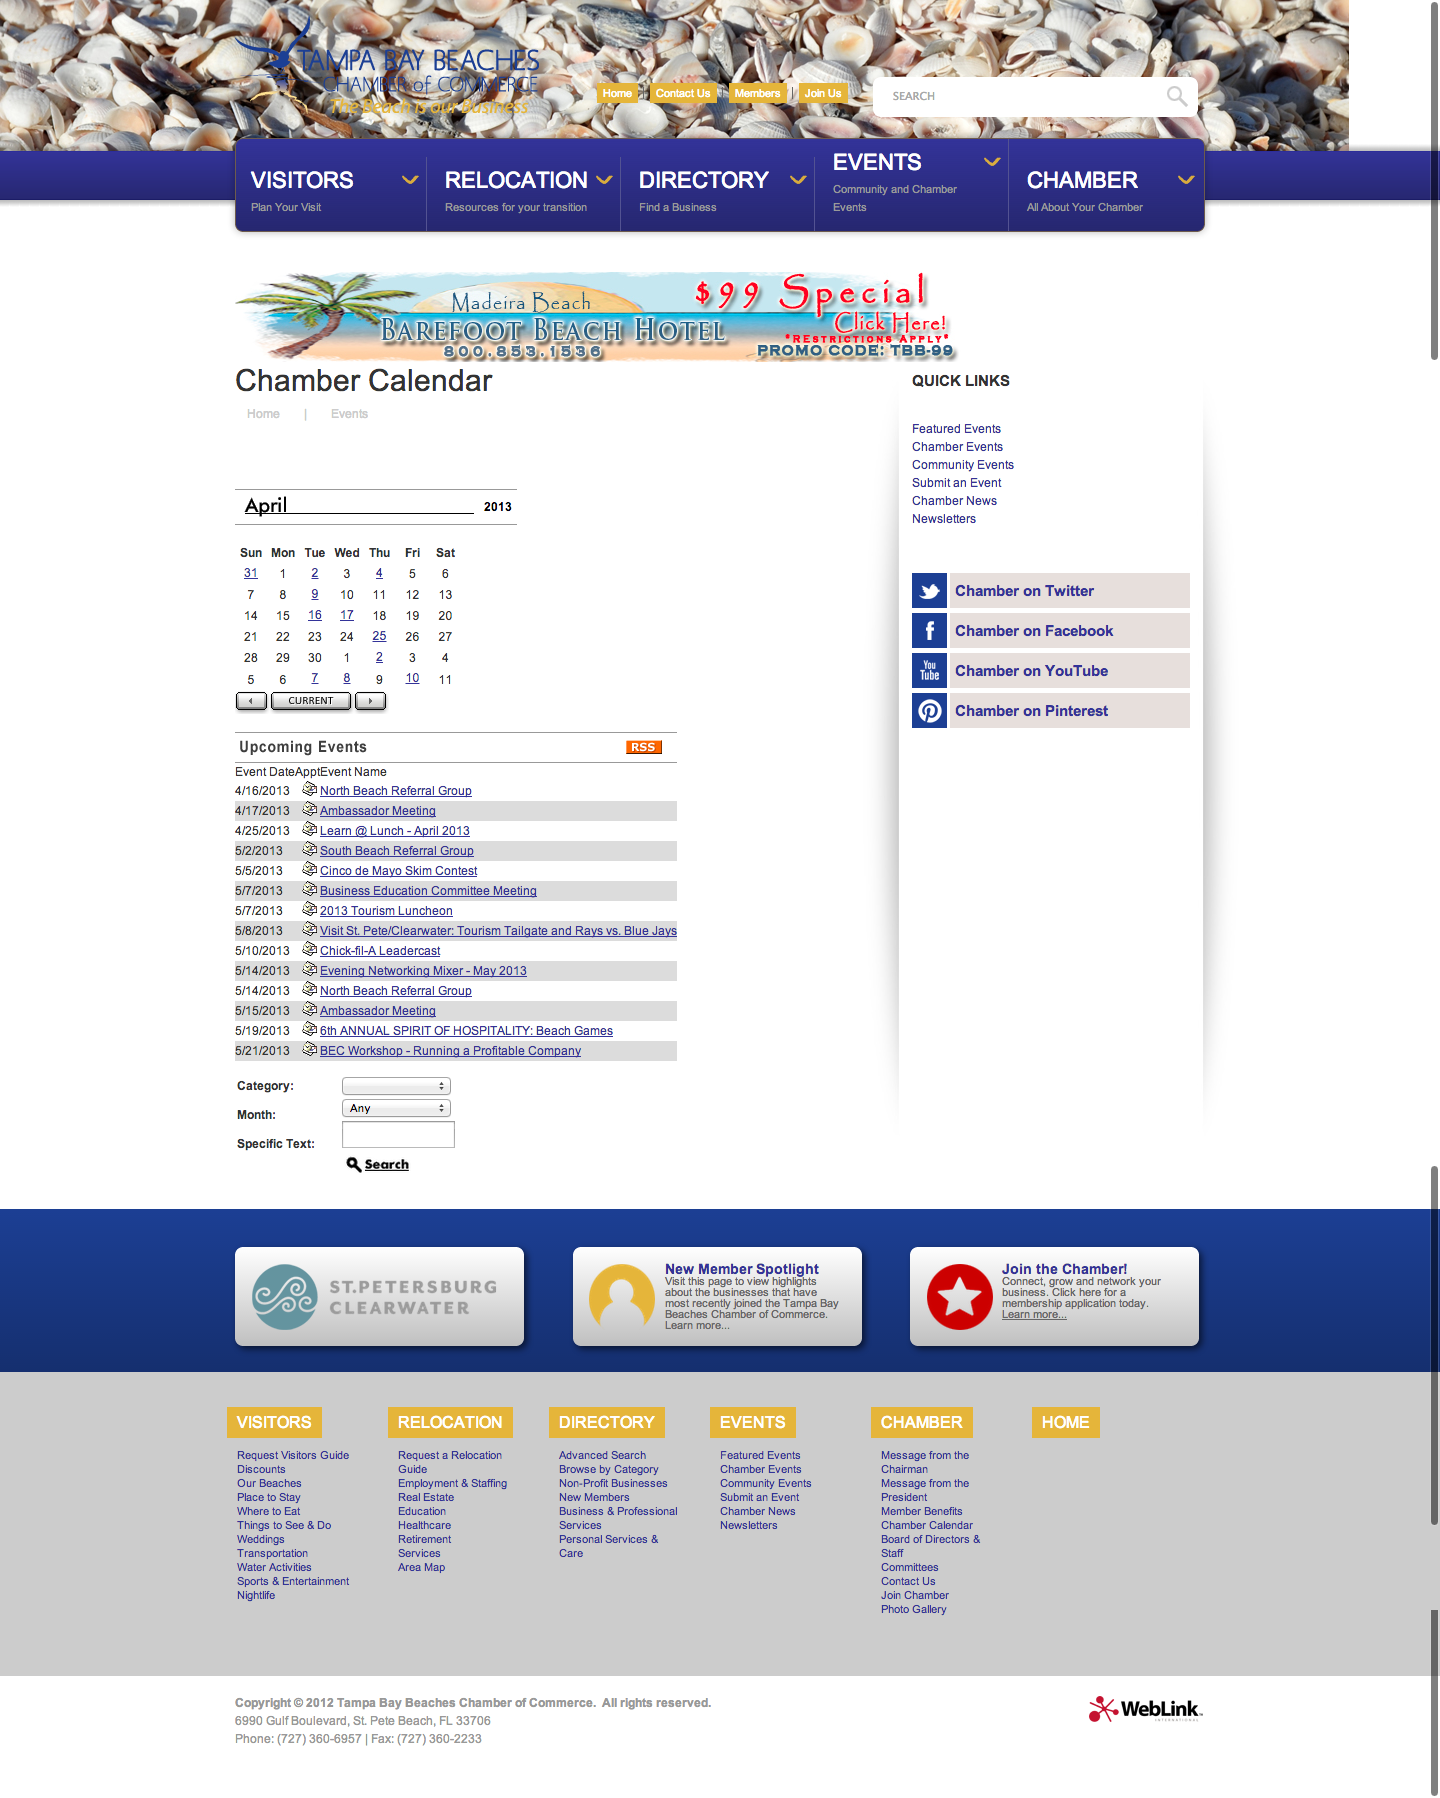 TAMPA BAY BEACHES
CHAMBER of COMMERCE
The Beach is our Business
Home | Contact Us Members | Join Us
SEARCH
VISITORS
Plan Your Visit
RELOCATION
Resources for your transition
DIRECTORY
Find a Business
EVENTS
Community and Chamber
Events
CHAMBER
All About Your Chamber
Madeira Beach
BAREFOOT BEACH HOTEL
800.853.1536
$99 Special
Click Here!
*RESTRICTIONS APPLY*
PROMO CODE: TBB-99
Chamber Calendar
Home | Events
April 2013
Sun Mon Tue Wed Thu Fri Sat
31 1 2 3 4 5 6
7 8 9 10 11 12 13
14 15 16 17 18 19 20
21 22 23 24 25 26 27
28 29 30 1 2 3 4
5 6 7 8 9 10 11
CURRENT
Upcoming Events RSS
Event Date Appt Event Name
4/16/2013 North Beach Referral Group
4/17/2013 Ambassador Meeting
4/25/2013 Learn @ Lunch - April 2013
5/2/2013 South Beach Referral Group
5/5/2013 Cinco de Mayo Skim Contest
5/7/2013 Business Education Committee Meeting
5/7/2013 2013 Tourism Luncheon
5/8/2013 Visit St. Pete/Clearwater: Tourism Tailgate and Rays vs. Blue Jays
5/10/2013 Chick-fil-A Leadercast
5/14/2013 Evening Networking Mixer - May 2013
5/14/2013 North Beach Referral Group
5/15/2013 Ambassador Meeting
5/19/2013 6th ANNUAL SPIRIT OF HOSPITALITY: Beach Games
5/21/2013 BEC Workshop - Running a Profitable Company
Category:
Month: Any
Specific Text:
Search
QUICK LINKS
Featured Events
Chamber Events
Community Events
Submit an Event
Chamber News
Newsletters
Chamber on Twitter
f Chamber on Facebook
You Tube Chamber on YouTube
Chamber on Pinterest
ST.PETERSBURG
CLEARWATER
New Member Spotlight
Visit this page to view highlights
about the businesses that have
most recently joined the Tampa Bay
Beaches Chamber of Commerce.
Learn more...
Join the Chamber!
Connect, grow and network your
business. Click here for a
membership application today.
Learn more...
VISITORS
Request Visitors Guide
Discounts
Our Beaches
Place to Stay
Where to Eat
Things to See & Do
Weddings
Transportation
Water Activities
Sports & Entertainment
Nightlife
RELOCATION
Request a Relocation
Guide
Employment & Staffing
Real Estate
Education
Healthcare
Retirement
Services
Area Map
DIRECTORY
Advanced Search
Browse by Category
Non-Profit Businesses
New Members
Business & Professional
Services
Personal Services &
Care
EVENTS
Featured Events
Chamber Events
Community Events
Submit an Event
Chamber News
Newsletters
CHAMBER
Message from the
Chairman
Message from the
President
Member Benefits
Chamber Calendar
Board of Directors &
Staff
Committees
Contact Us
Join Chamber
Photo Gallery
HOME
Copyright © 2012 Tampa Bay Beaches Chamber of Commerce. All rights reserved.
6990 Gulf Boulevard, St. Pete Beach, FL 33706
Phone: (727) 360-6957 | Fax: (727) 360-2233
WebLink
INTERNATIONAL